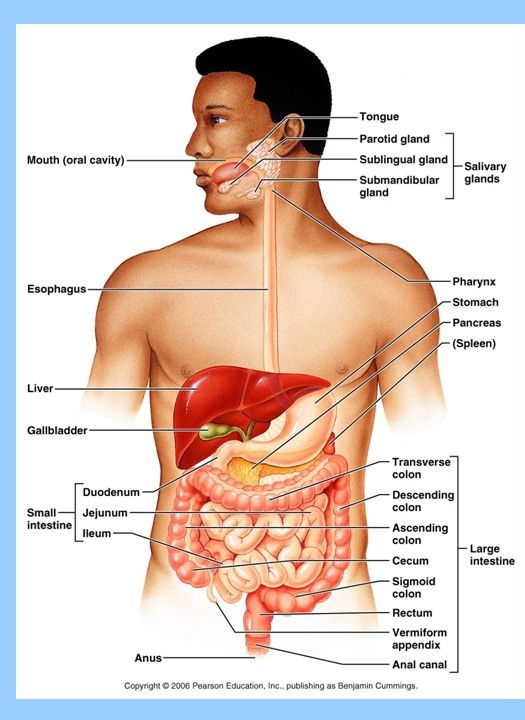 Tongue
Parotid gland
Mouth (oral cavity)
Sublingual gland
Submandibular
gland
Salivary
glands
Pharynx
Esophagus
Stomach
Pancreas
(Spleen)
Liver
Gallbladder
Transverse
colon
Duodenum
Descending
colon
Small
intestine
Jejunum
Ileum
Ascending
colon
Large
intestine
Cecum
Sigmoid
colon
Rectum
Vermiform
appendix
Anus
Anal canal
Copyright © 2006 Pearson Education, Inc., publishing as Benjamin Cummings.